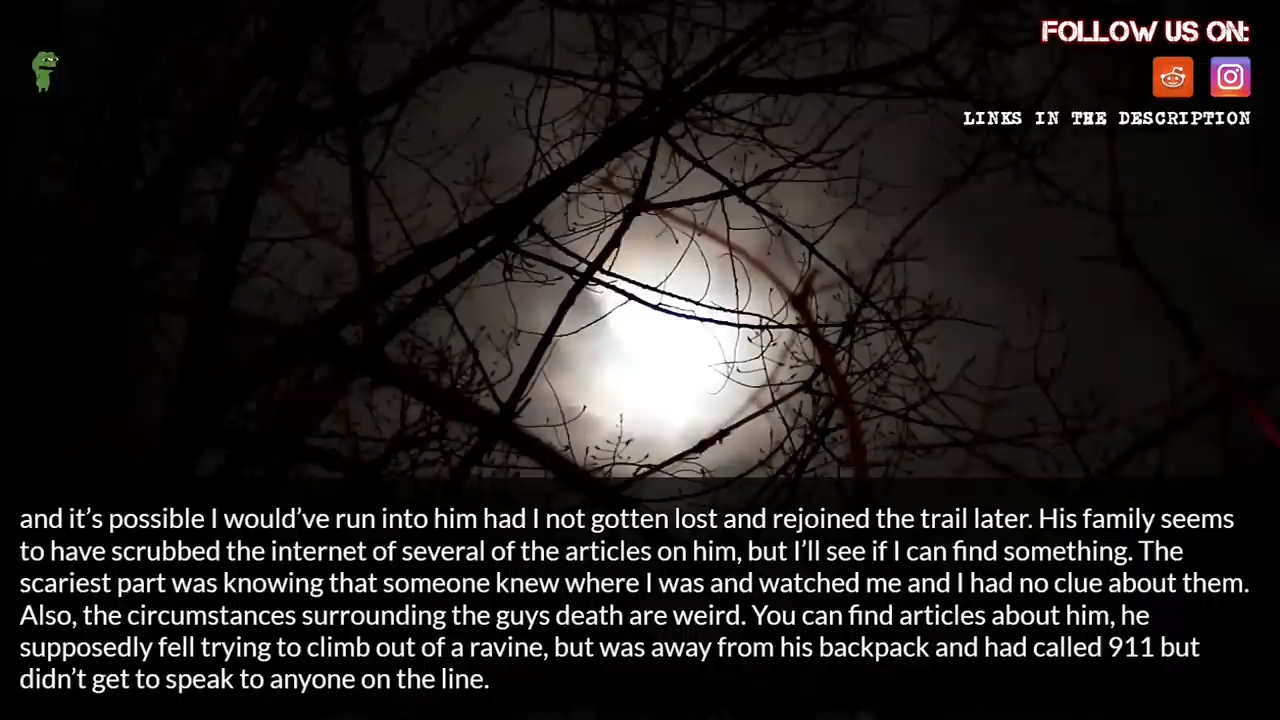 FOLLOW US ON:
LINKS IN THE DESCRIPTION
and it’s possible I would’ve run into him had I not gotten lost and rejoined the trail later. His family seems
to have scrubbed the internet of several of the articles on him, but I’ll see if I can find something. The
scariest part was knowing that someone knew where I was and watched me and I had no clue about them.
Also, the circumstances surrounding the guys death are weird. You can find articles about him, he
supposedly fell trying to climb out of a ravine, but was away from his backpack and had called 911 but
didn’t get to speak to anyone on the line.